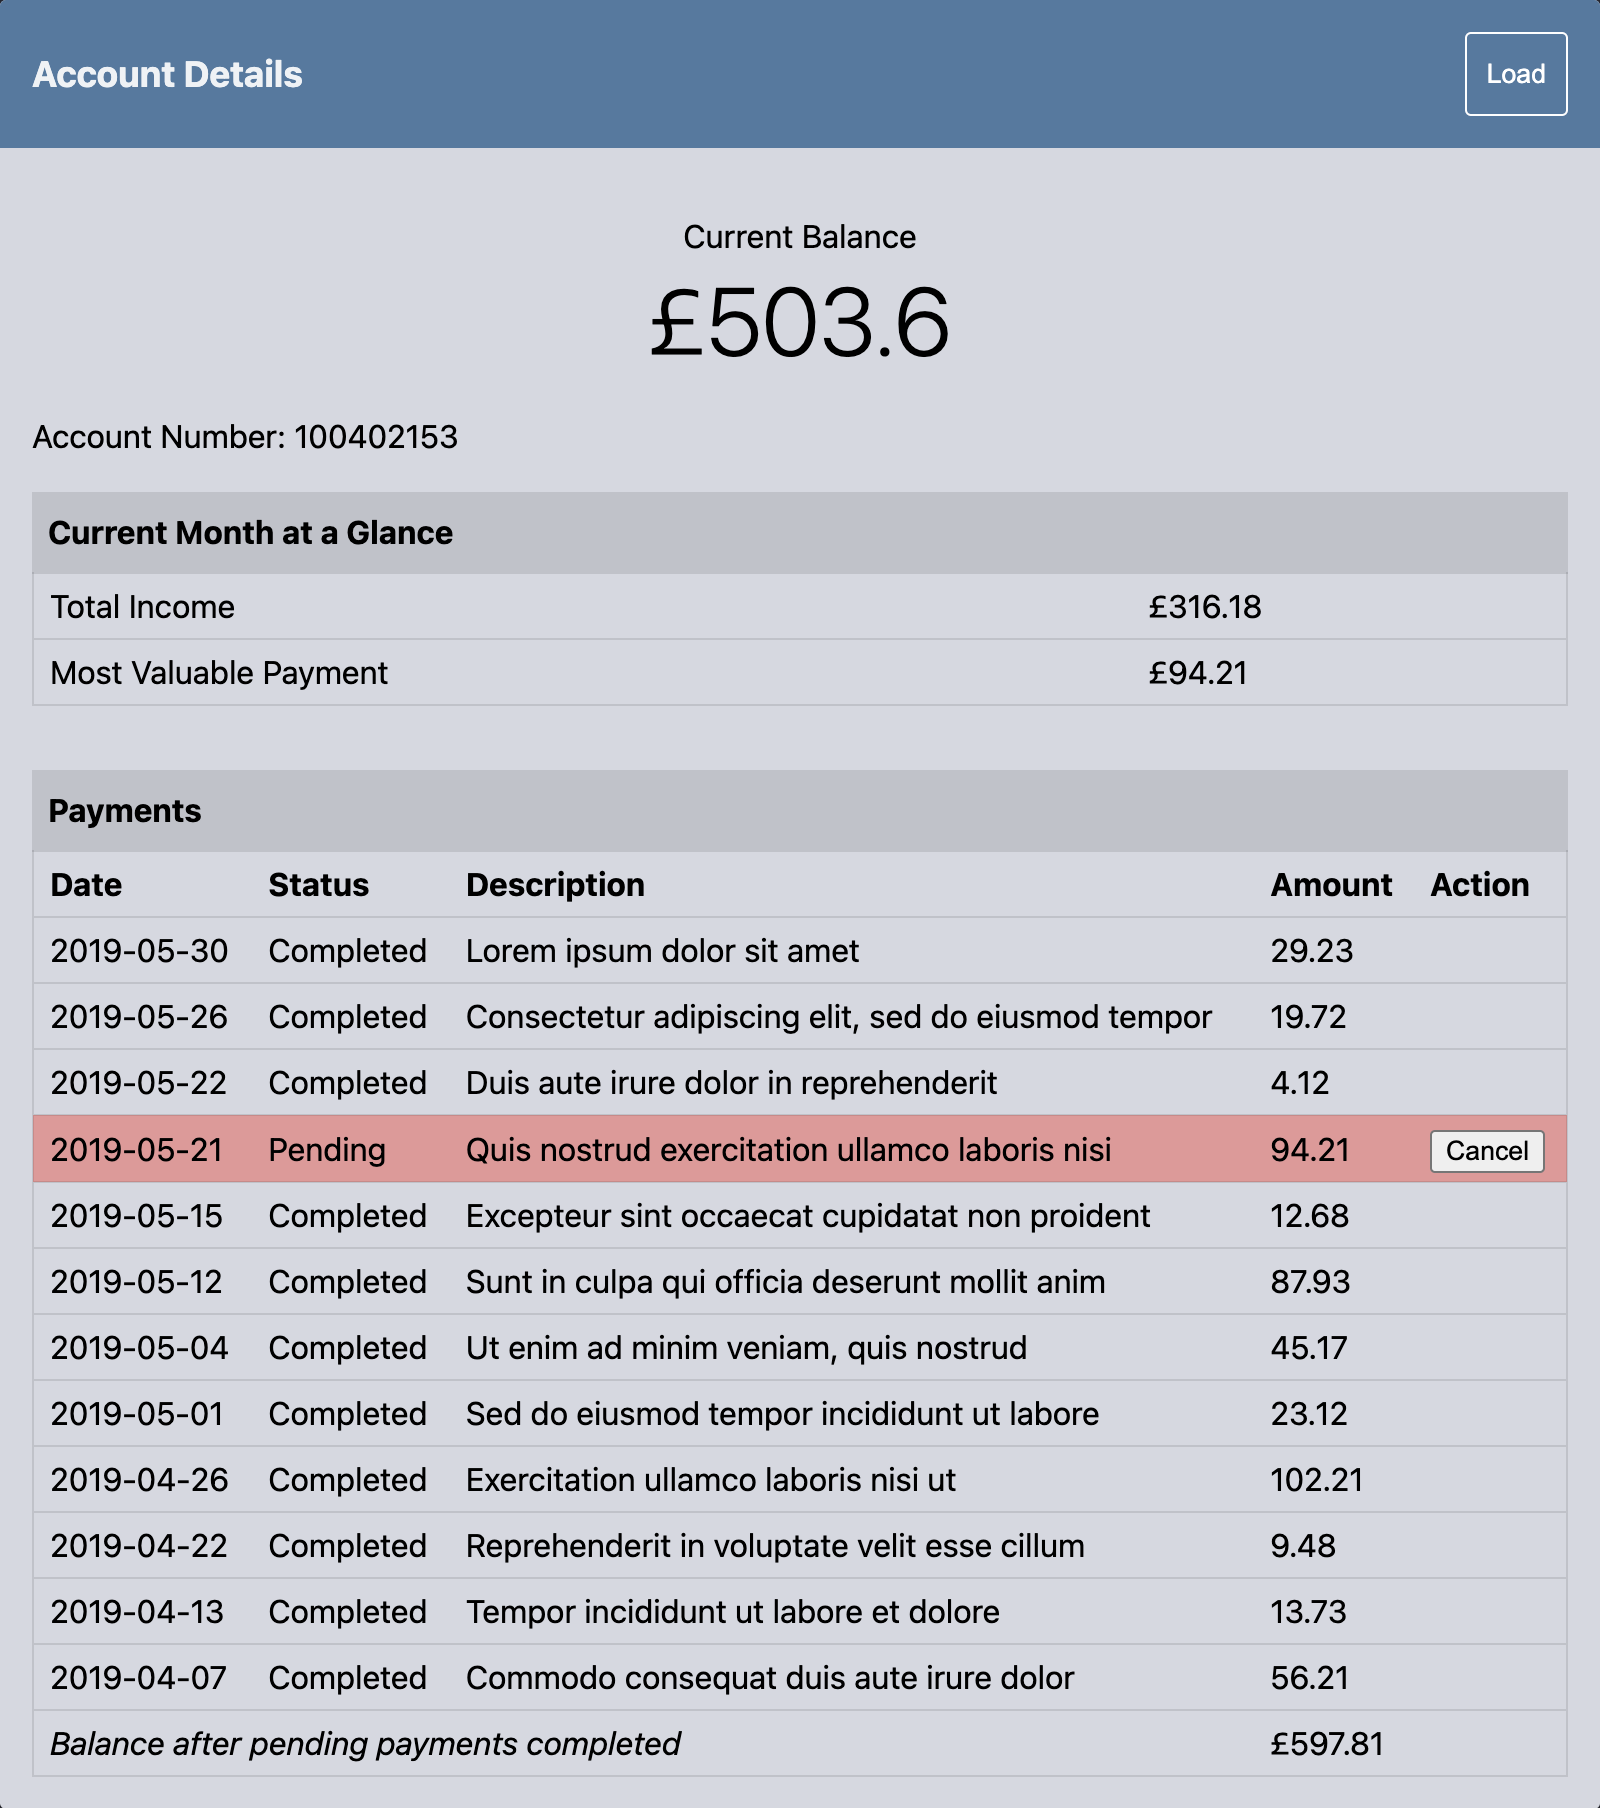 Account Details
Load
Current Balance
£503.6
Account Number: 100402153
Current Month at a Glance
Total Income £316.18
Most Valuable Payment £94.21
Payments
Date Status Description Amount Action
2019-05-30 Completed Lorem ipsum dolor sit amet 29.23
2019-05-26 Completed Consectetur adipiscing elit, sed do eiusmod tempor 19.72
2019-05-22 Completed Duis aute irure dolor in reprehenderit 4.12
2019-05-21 Pending Quis nostrud exercitation ullamco laboris nisi 94.21 Cancel
2019-05-15 Completed Excepteur sint occaecat cupidatat non proident 12.68
2019-05-12 Completed Sunt in culpa qui officia deserunt mollit anim 87.93
2019-05-04 Completed Ut enim ad minim veniam, quis nostrud 45.17
2019-05-01 Completed Sed do eiusmod tempor incididunt ut labore 23.12
2019-04-26 Completed Exercitation ullamco laboris nisi ut 102.21
2019-04-22 Completed Reprehenderit in voluptate velit esse cillum 9.48
2019-04-13 Completed Tempor incididunt ut labore et dolore 13.73
2019-04-07 Completed Commodo consequat duis aute irure dolor 56.21
Balance after pending payments completed £597.81